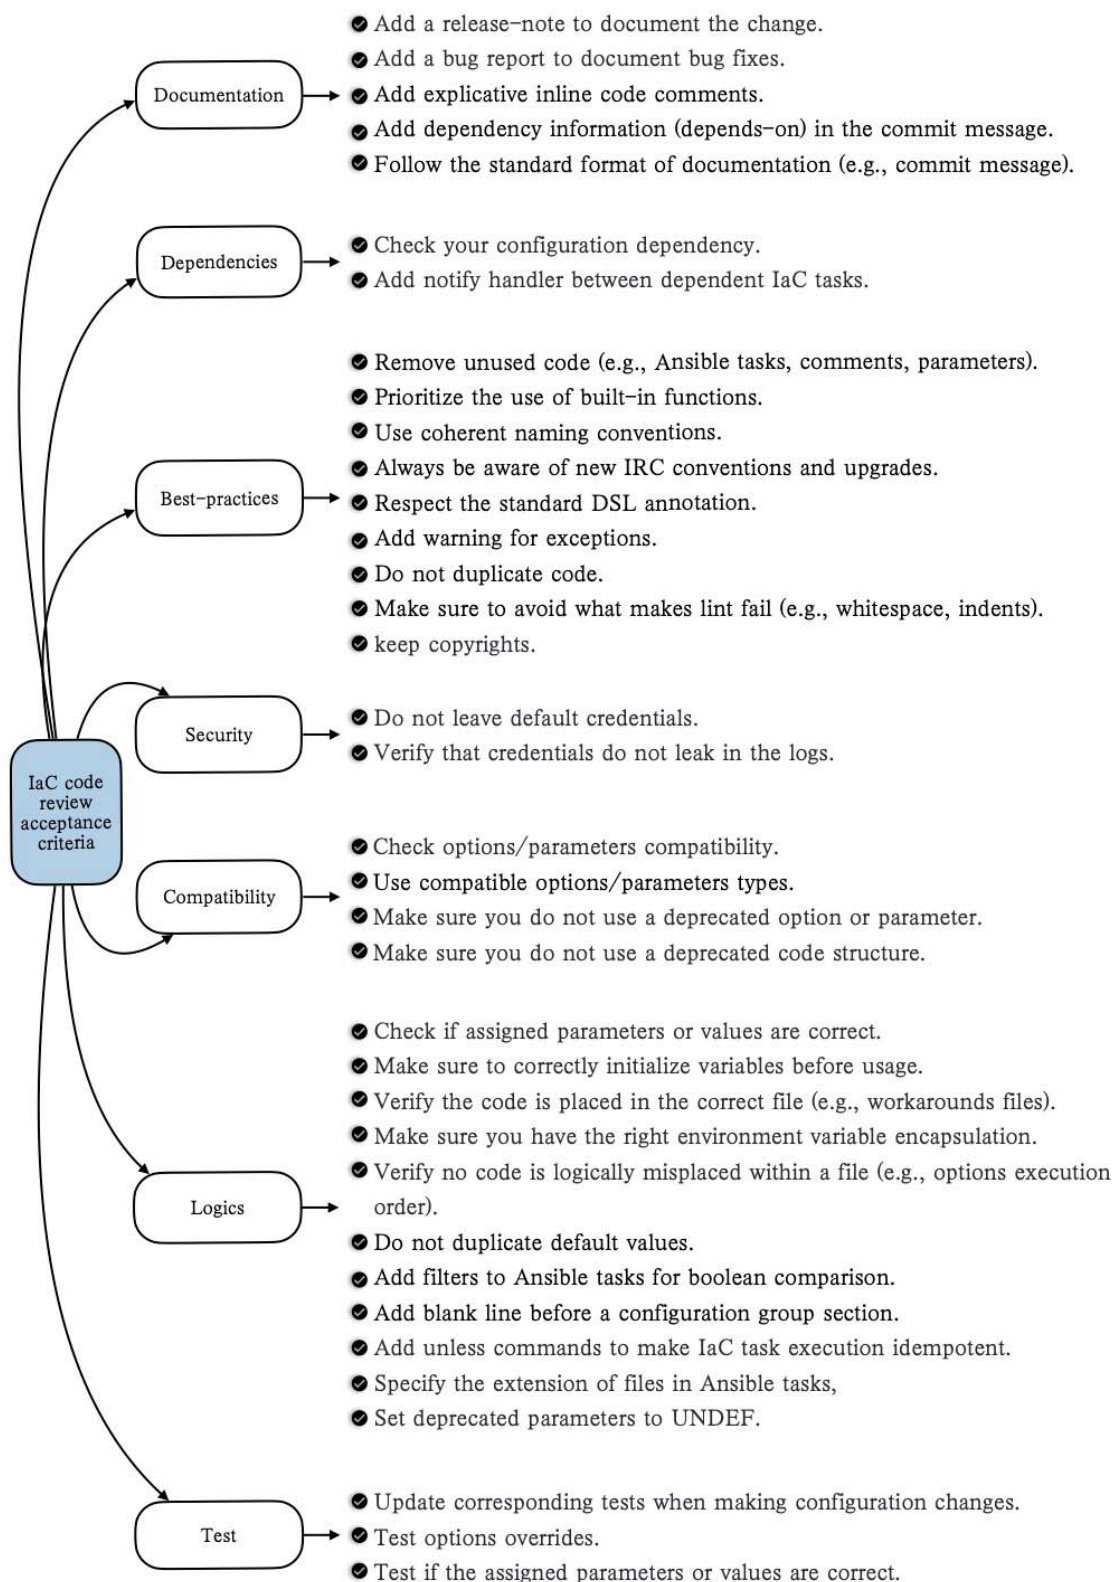 Add a release-note to document the change.
Add a bug report to document bug fixes.
Documentation
Add explicative inline code comments.
Add dependency information (depends-on) in the commit message.
Follow the standard format of documentation (e.g., commit message).
Check your configuration dependency.
Dependencies
Add notify handler between dependent IaC tasks.
Remove unused code (e.g., Ansible tasks, comments, parameters).
Prioritize the use of built-in functions.
Use coherent naming conventions.
Always be aware of new IRC conventions and upgrades.
Best-practices
Respect the standard DSL annotation.
Add warning for exceptions.
Do not duplicate code.
Make sure to avoid what makes lint fail (e.g., whitespace, indents).
keep copyrights.
Do not leave default credentials.
Security
Verify that credentials do not leak in the logs.
IaC code
review
acceptance
criteria
Check options/parameters compatibility.
Use compatible options/parameters types.
Compatibility
Make sure you do not use a deprecated option or parameter.
Make sure you do not use a deprecated code structure.
Check if assigned parameters or values are correct.
Make sure to correctly initialize variables before usage.
Verify the code is placed in the correct file (e.g., workarounds files).
Make sure you have the right environment variable encapsulation.
Verify no code is logically misplaced within a file (e.g., options execution
order).
Logics
Do not duplicate default values.
Add filters to Ansible tasks for boolean comparison.
Add blank line before a configuration group section.
Add unless commands to make IaC task execution idempotent.
Specify the extension of files in Ansible tasks,
Set deprecated parameters to UNDEF.
Update corresponding tests when making configuration changes.
Test
Test options overrides.
Test if the assigned parameters or values are correct.